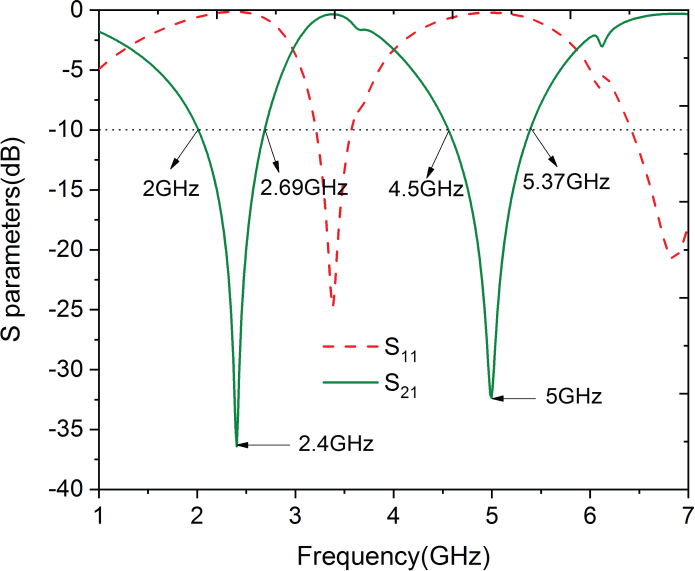 0
-5
-10
-15
-20
-25
-30
-35
-40
S parameters(dB)
2GHz
2.69GHz
4.5GHz
5.37GHz
S11
S21
5GHz
2.4GHz
1 2 3 4 5 6 7
Frequency(GHz)